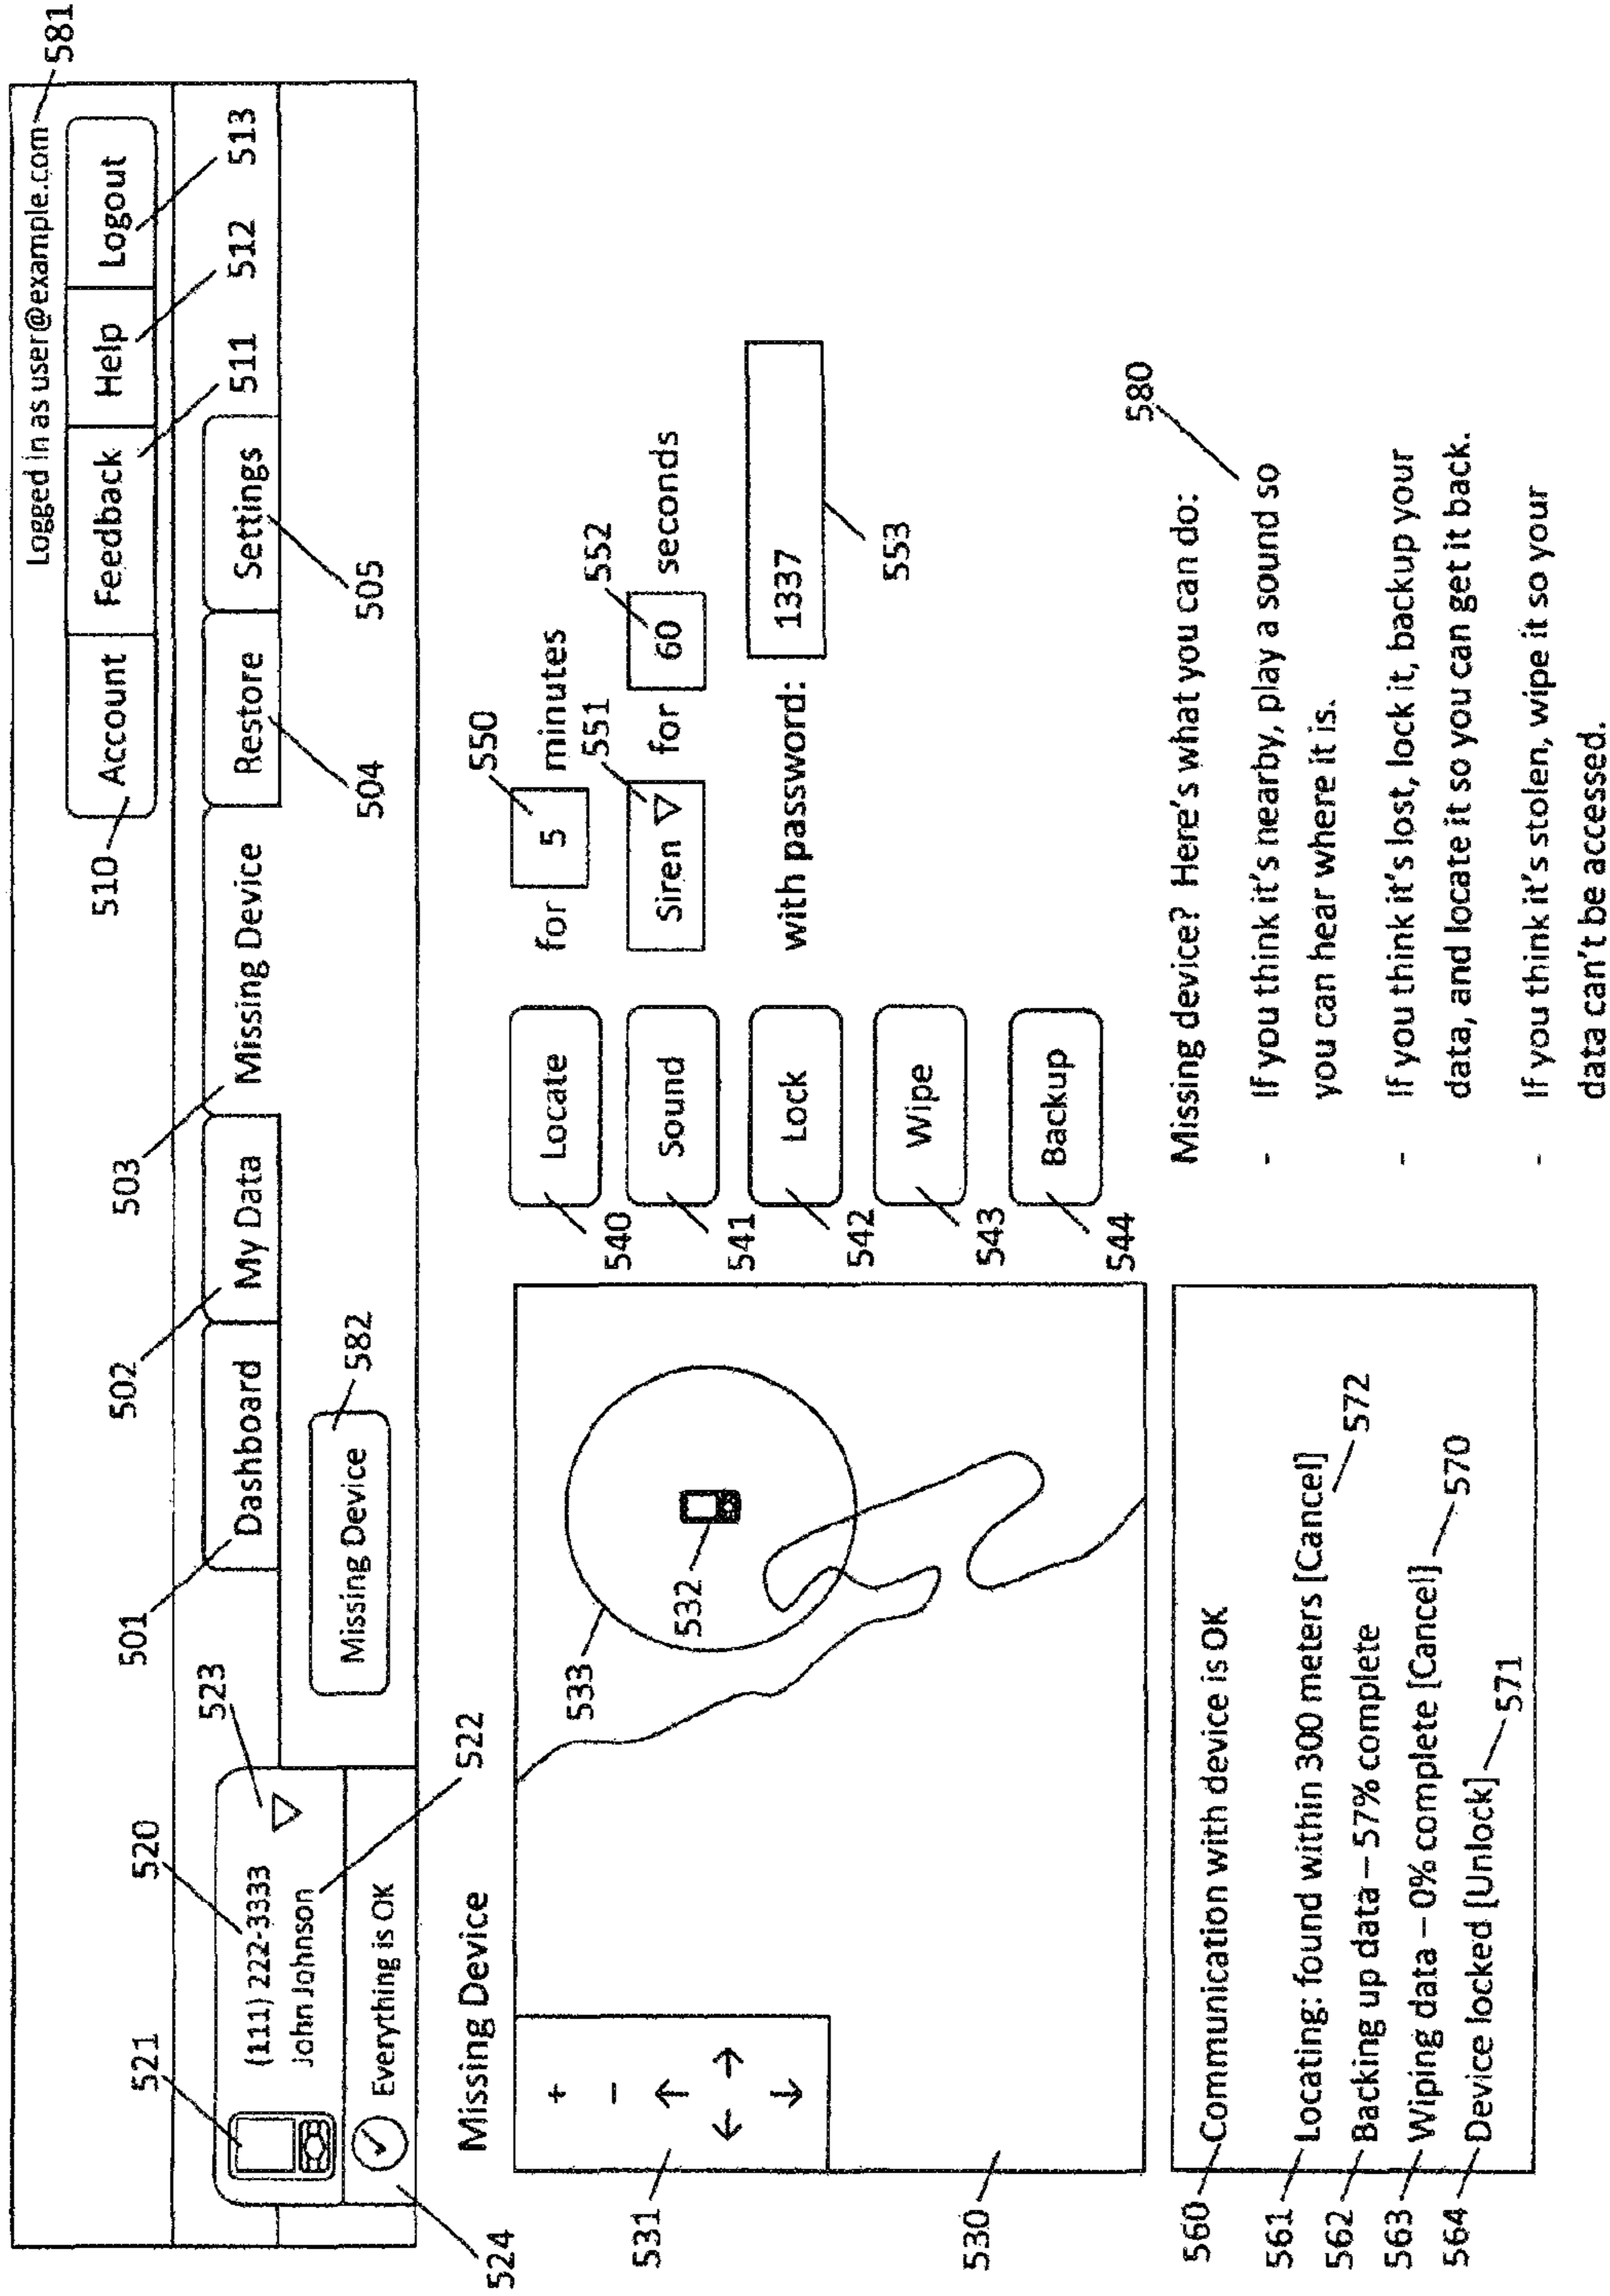 Logged in as user@example.com
581
Account
Feedback
Help
Logout
510
511
512
513
501
502
503
Dashboard
My Data
Missing Device
Restore
Settings
504
505
521
520
523
(111) 222-3333
John Johnson
522
Everything is OK
524
Missing Device
582
Missing Device
+
−
↑
← →
↓
531
530
533
532
Locate
540
for
5
minutes
550
Sound
541
Siren ▽
551
for
60
seconds
552
Lock
542
with password:
1337
553
Wipe
543
Backup
544
560
Communication with device is OK
561
Locating: found within 300 meters [Cancel]
572
562
Backing up data – 57% complete
563
Wiping data – 0% complete [Cancel]
570
564
Device locked [Unlock]
571
580
Missing device? Here's what you can do:
- If you think it's nearby, play a sound so
you can hear where it is.
- If you think it's lost, lock it, backup your
data, and locate it so you can get it back.
- If you think it's stolen, wipe it so your
data can't be accessed.